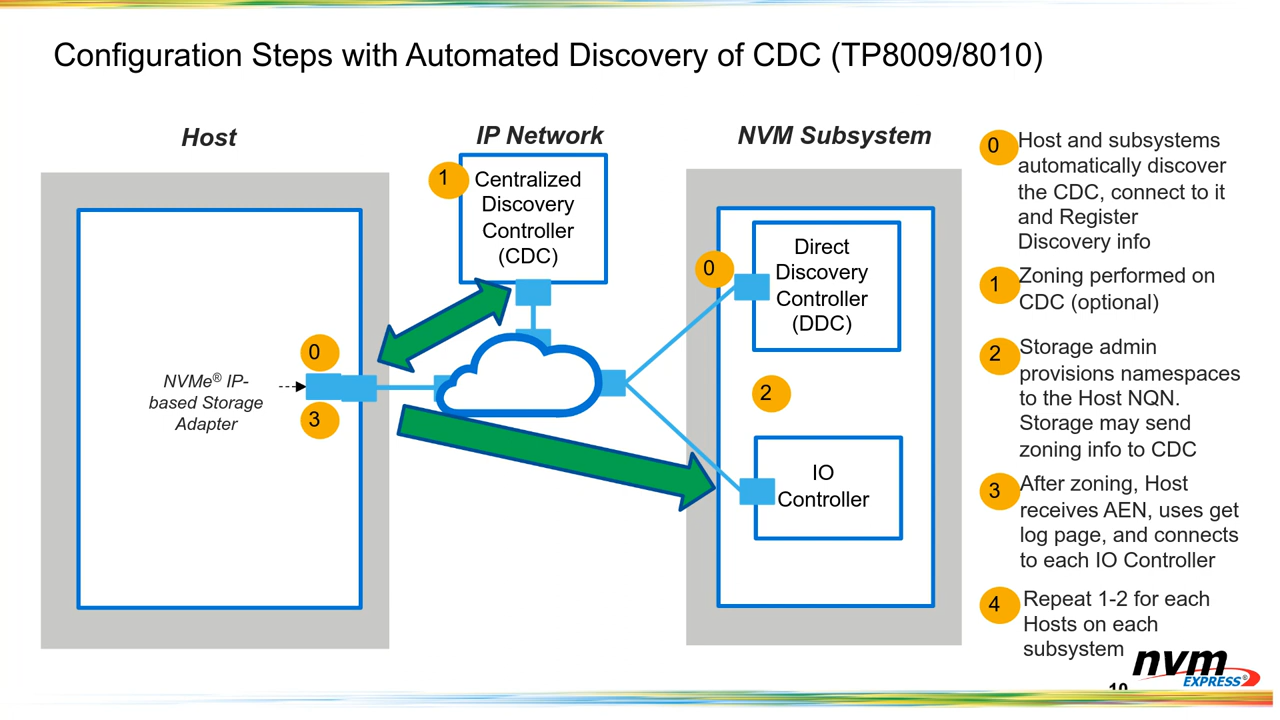 Configuration Steps with Automated Discovery of CDC (TP8009/8010)
Host
IP Network
NVM Subsystem
1
Centralized
Discovery
Controller
(CDC)
0
Direct
Discovery
Controller
(DDC)
0
NVMe® IP-
based Storage
Adapter
3
2
IO
Controller
0
Host and subsystems
automatically discover
the CDC, connect to it
and Register
Discovery info
1
Zoning performed on
CDC (optional)
2
Storage admin
provisions namespaces
to the Host NQN.
Storage may send
zoning info to CDC
3
After zoning, Host
receives AEN, uses get
log page, and connects
to each IO Controller
4
Repeat 1-2 for each
Hosts on each
subsystem
nvm
EXPRESS®